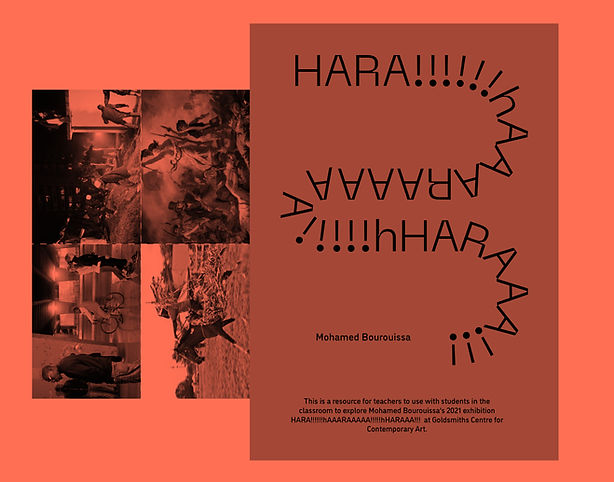 HARA!!!!!!hAAARAAAAA!!!!!hHARAAA!!!
Mohamed Bourouissa
This is a resource for teachers to use with students in the
classroom to explore Mohamed Bourouissa's 2021 exhibition
HARA!!!!!!hAAARAAAAA!!!!!hHARAAA!!! at Goldsmiths Centre for
Contemporary Art.